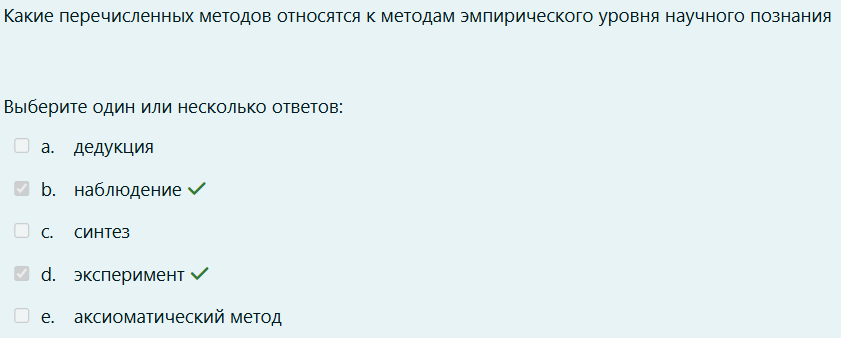 Какие перечисленных методов относятся к методам эмпирического уровня научного познания
Выберите один или несколько ответов:
a. дедукция
b. наблюдение
c. синтез
d. эксперимент
e. аксиоматический метод